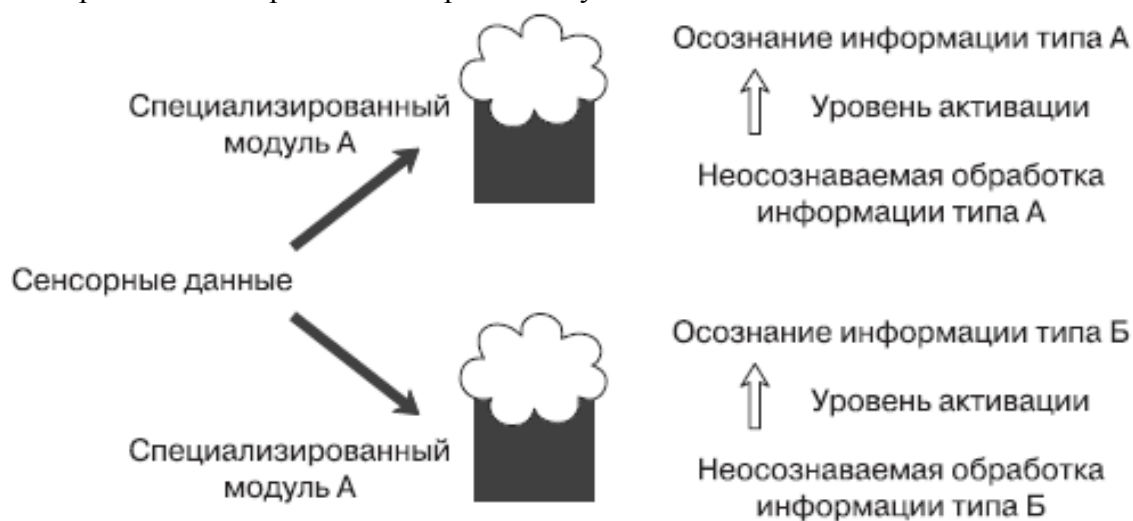 Осознание информации типа А
Специализированный
модуль А
Уровень активации
Неосознаваемая обработка
информации типа А
Сенсорные данные
Осознание информации типа Б
Уровень активации
Специализированный
модуль А
Неосознаваемая обработка
информации типа Б